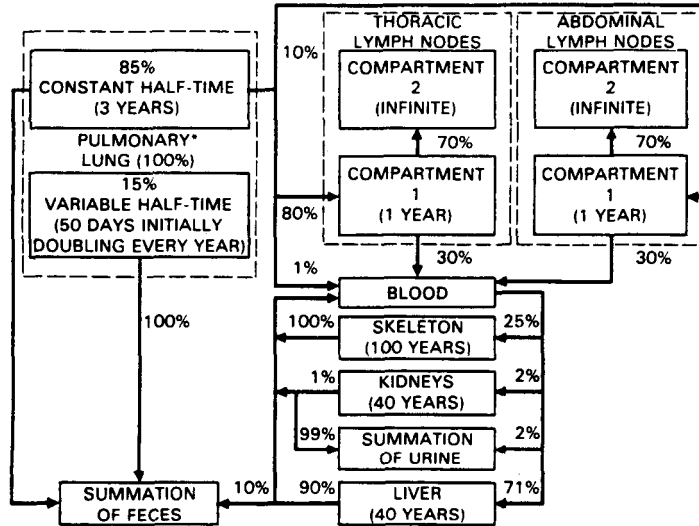 85%
CONSTANT HALF-TIME
(3 YEARS)
PULMONARY*
LUNG (100%)
15%
VARIABLE HALF-TIME
(50 DAYS INITIALLY
DOUBLING EVERY YEAR)
100%
10%
THORACIC
LYMPH NODES
COMPARTMENT
2
(INFINITE)
70%
COMPARTMENT
1
(1 YEAR)
80%
30%
ABDOMINAL
LYMPH NODES
COMPARTMENT
2
(INFINITE)
70%
COMPARTMENT
1
(1 YEAR)
30%
1%
BLOOD
100%
SKELETON
(100 YEARS)
25%
1%
KIDNEYS
(40 YEARS)
2%
99%
SUMMATION
OF URINE
2%
SUMMATION
OF FECES
10%
90%
LIVER
(40 YEARS)
71%